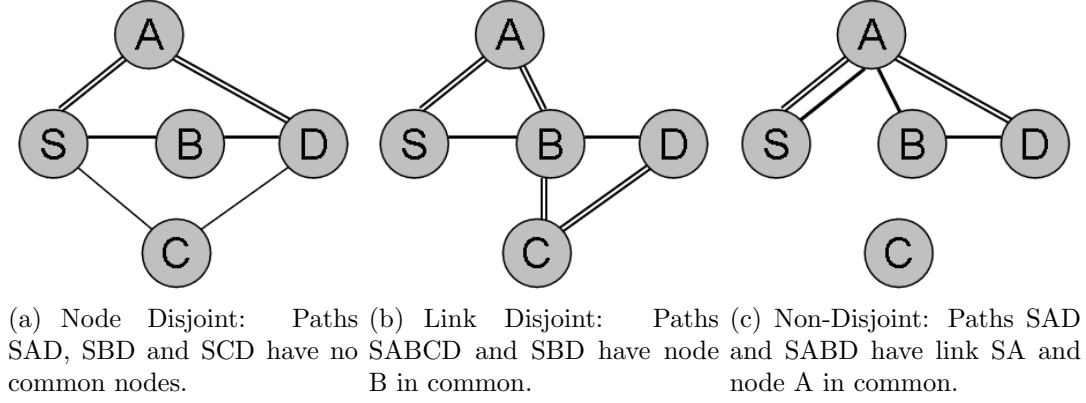 A
S
B
D
C
A
S
B
D
C
A
S
B
D
C
(a) Node Disjoint: Paths
SAD, SBD and SCD have no
common nodes.
(b) Link Disjoint: Paths
SABCD and SBD have node
B in common.
(c) Non-Disjoint: Paths SAD
and SABD have link SA and
node A in common.